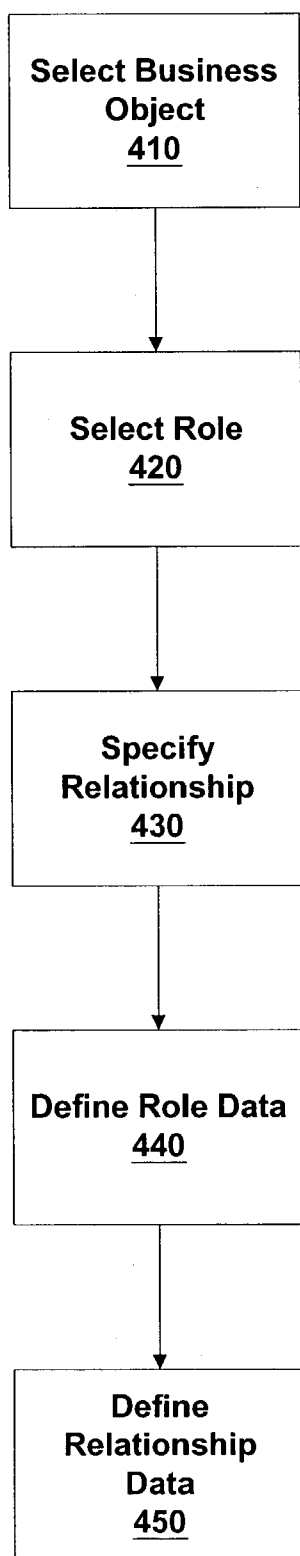 Select Business
Object
410
Select Role
420
Specify
Relationship
430
Define Role Data
440
Define
Relationship
Data
450